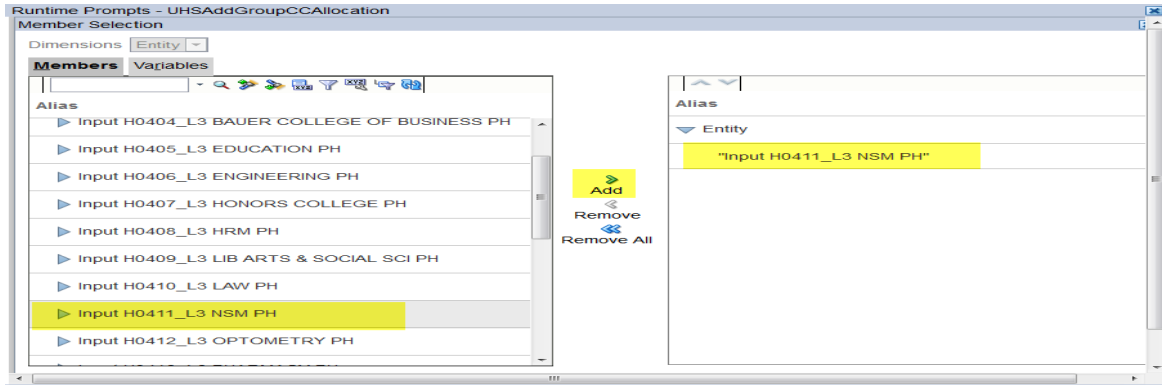 Runtime Prompts - UHSAddGroupCCAllocation
Member Selection
Dimensions Entity
Members Variables
Alias
Input H0404_L3 BAUER COLLEGE OF BUSINESS PH
Input H0405_L3 EDUCATION PH
Input H0406_L3 ENGINEERING PH
Input H0407_L3 HONORS COLLEGE PH
Input H0408_L3 HRM PH
Input H0409_L3 LIB ARTS & SOCIAL SCI PH
Input H0410_L3 LAW PH
Input H0411_L3 NSM PH
Input H0412_L3 OPTOMETRY PH
Add
Remove
Remove All
Alias
Entity
"Input H0411_L3 NSM PH"